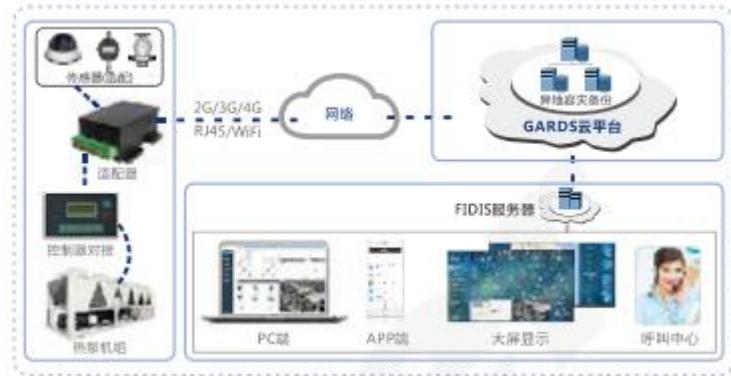 传感器(选配)
适配器
控制器对接
热泵机组
2G/3G/4G
RJ45/WiFi
网络
异地容灾备份
GARDS云平台
FIDIS服务器
PC端
APP端
大屏显示
呼叫中心